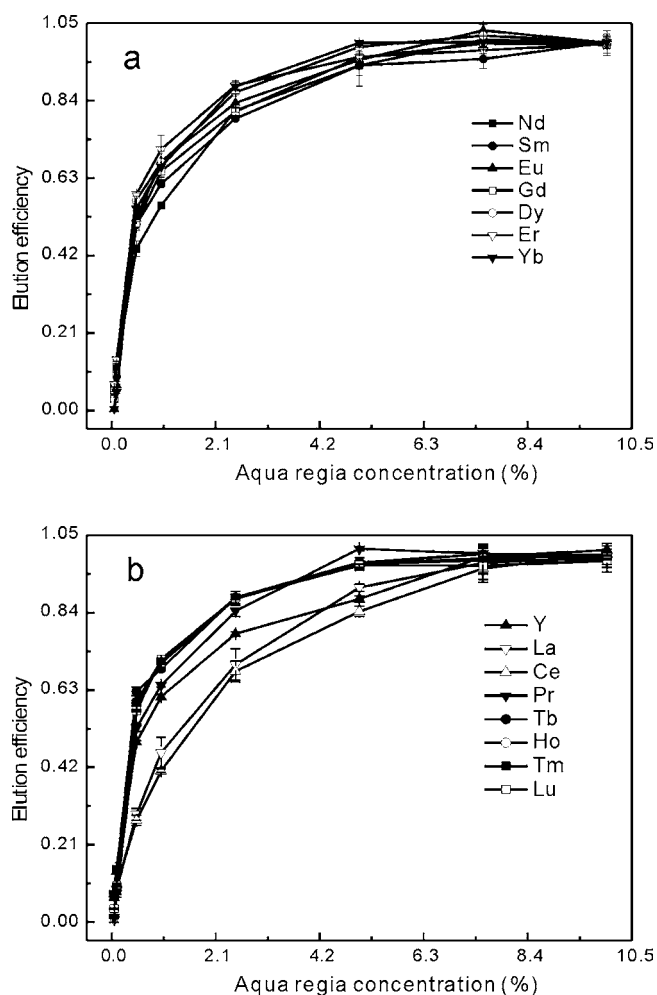 a
1.05
0.84
0.63
0.42
0.21
0.00
Elution efficiency
Nd
Sm
Eu
Gd
Dy
Er
Yb
0.0 2.1 4.2 6.3 8.4 10.5
Aqua regia concentration (%)
b
1.05
0.84
0.63
0.42
0.21
0.00
Elution efficiency
Y
La
Ce
Pr
Tb
Ho
Tm
Lu
0.0 2.1 4.2 6.3 8.4 10.5
Aqua regia concentration (%)